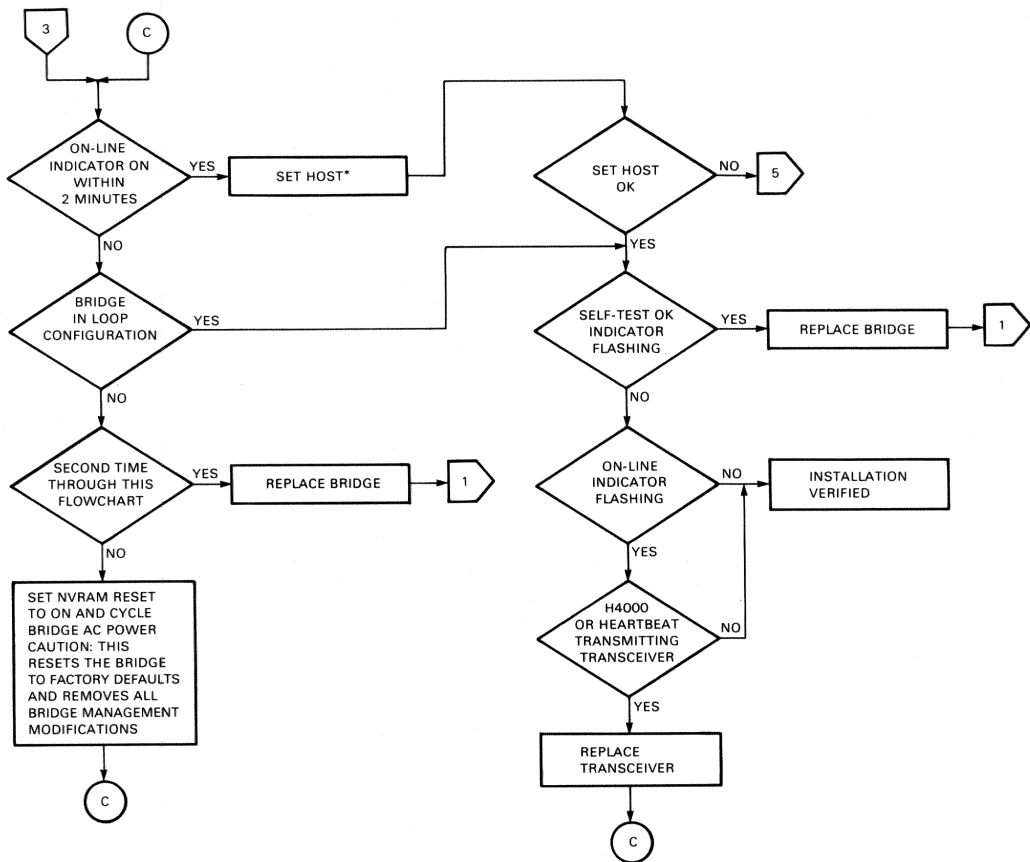 3
C
ON-LINE
INDICATOR ON
WITHIN
2 MINUTES
YES
SET HOST*
NO
SET HOST
OK
NO
5
YES
BRIDGE
IN LOOP
CONFIGURATION
YES
NO
SELF-TEST OK
INDICATOR
FLASHING
YES
REPLACE BRIDGE
1
NO
SECOND TIME
THROUGH THIS
FLOWCHART
YES
REPLACE BRIDGE
1
NO
ON-LINE
INDICATOR
FLASHING
NO
INSTALLATION
VERIFIED
YES
SET NVRAM RESET
TO ON AND CYCLE
BRIDGE AC POWER
CAUTION: THIS
RESETS THE BRIDGE
TO FACTORY DEFAULTS
AND REMOVES ALL
BRIDGE MANAGEMENT
MODIFICATIONS
C
H4000
OR HEARTBEAT
TRANSMITTING
TRANSCEIVER
NO
YES
REPLACE
TRANSCEIVER
C